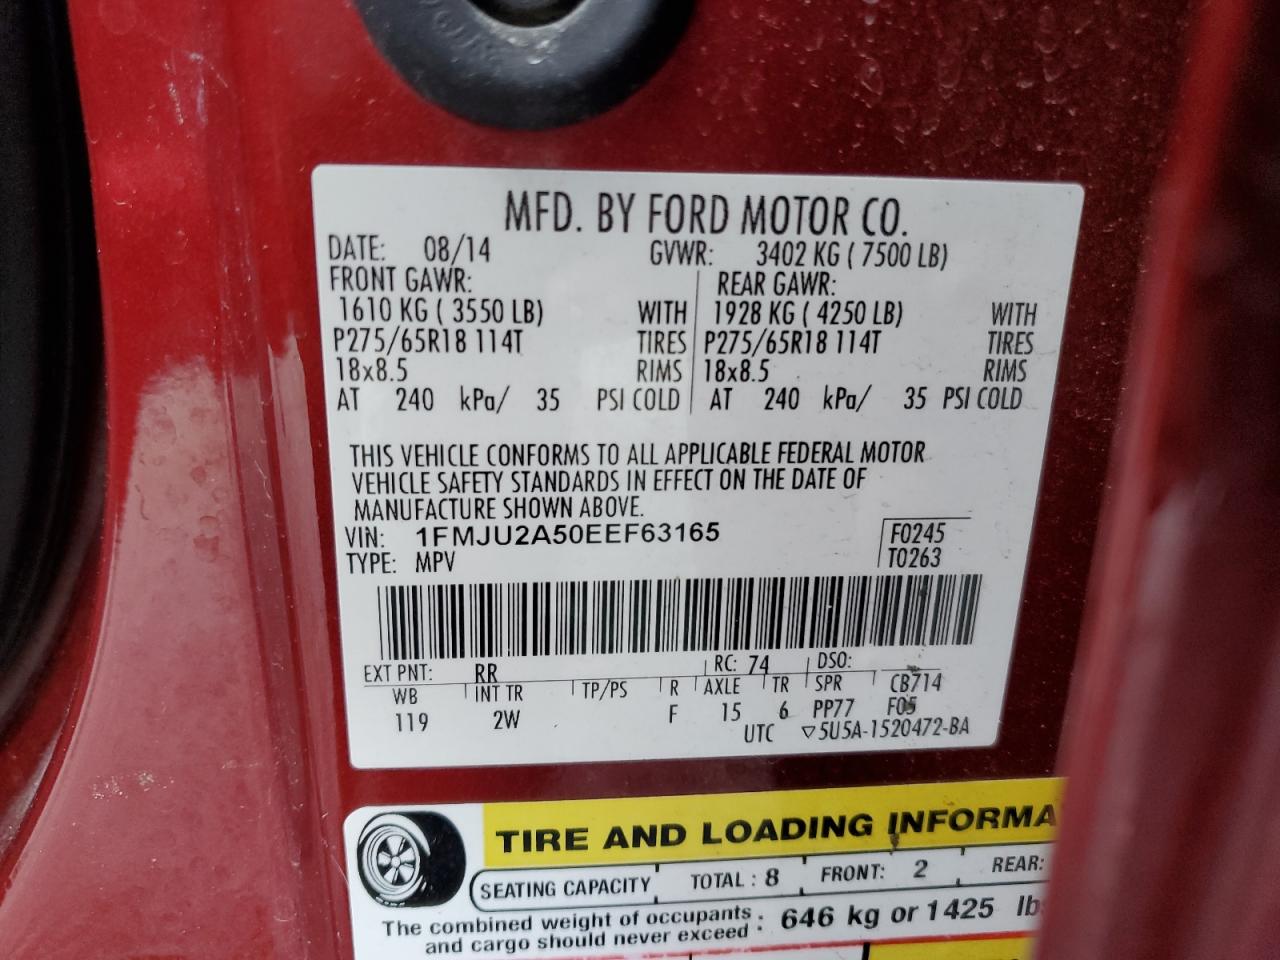 MFD. BY FORD MOTOR CO.
DATE: 08/14 GVWR: 3402 KG ( 7500 LB)
FRONT GAWR: REAR GAWR:
1610 KG ( 3550 LB) WITH 1928 KG ( 4250 LB) WITH
P275/65R18 114T TIRES P275/65R18 114T TIRES
18x8.5 RIMS 18x8.5 RIMS
AT 240 kPa/ 35 PSI COLD AT 240 kPa/ 35 PSI COLD
THIS VEHICLE CONFORMS TO ALL APPLICABLE FEDERAL MOTOR
VEHICLE SAFETY STANDARDS IN EFFECT ON THE DATE OF
MANUFACTURE SHOWN ABOVE.
VIN: 1FMJU2A50EEF63165 F0245
TYPE: MPV T0263
EXT PNT: RR RC: 74 DSO:
WB INT TR TP/PS R AXLE TR SPR CB714
119 2W F 15 6 PP77 F05
UTC ▽5U5A-1520472-BA
TIRE AND LOADING INFORMA
SEATING CAPACITY TOTAL : 8 FRONT: 2 REAR:
The combined weight of occupants : 646 kg or 1425 lbs
and cargo should never exceed :